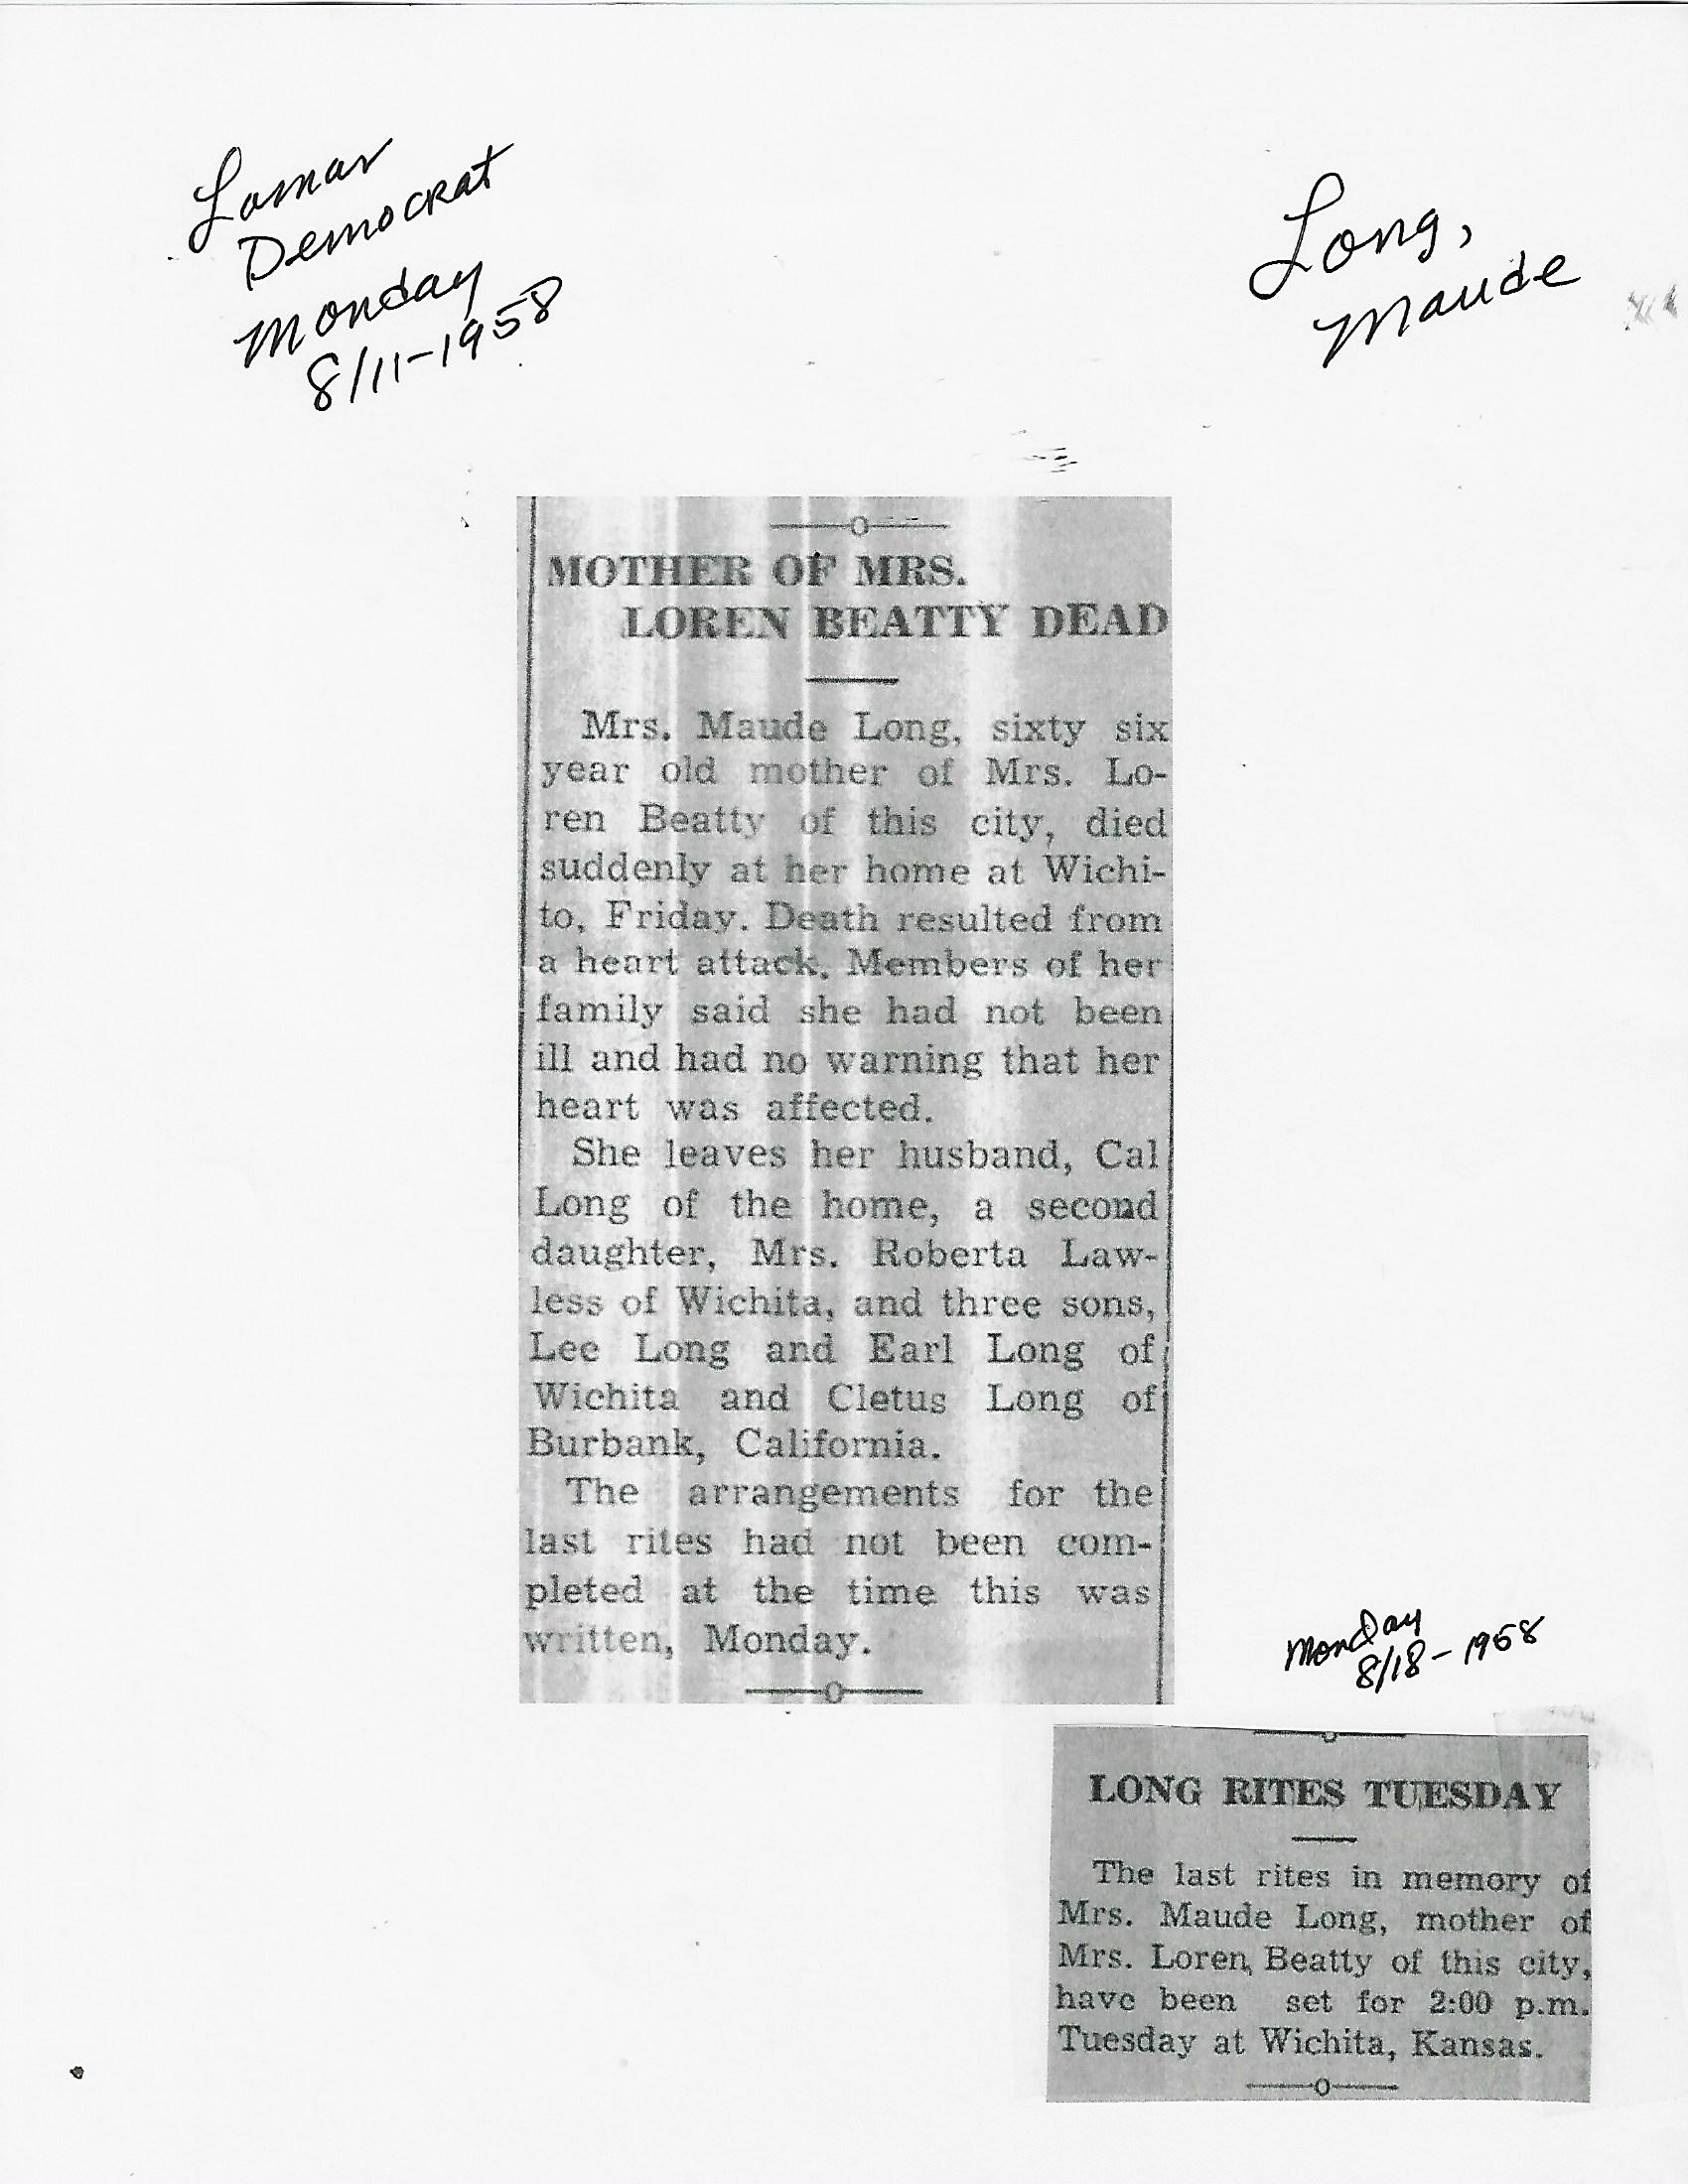 Lamar
Democrat
Monday
8/11-1958
Long,
Maude
MOTHER OF MRS.
LOREN BEATTY DEAD
Mrs. Maude Long, sixty six
year old mother of Mrs. Lo-
ren Beatty of this city, died
suddenly at her home at Wichi-
to, Friday. Death resulted from
a heart attack. Members of her
family said she had not been
ill and had no warning that her
heart was affected.
She leaves her husband, Cal
Long of the home, a second
daughter, Mrs. Roberta Law-
less of Wichita, and three sons,
Lee Long and Earl Long of
Wichita and Cletus Long of
Burbank, California.
The arrangements for the
last rites had not been com-
pleted at the time this was
written, Monday.
Monday
8/18-1958
LONG RITES TUESDAY
The last rites in memory of
Mrs. Maude Long, mother of
Mrs. Loren Beatty of this city,
have been set for 2:00 p.m.
Tuesday at Wichita, Kansas.